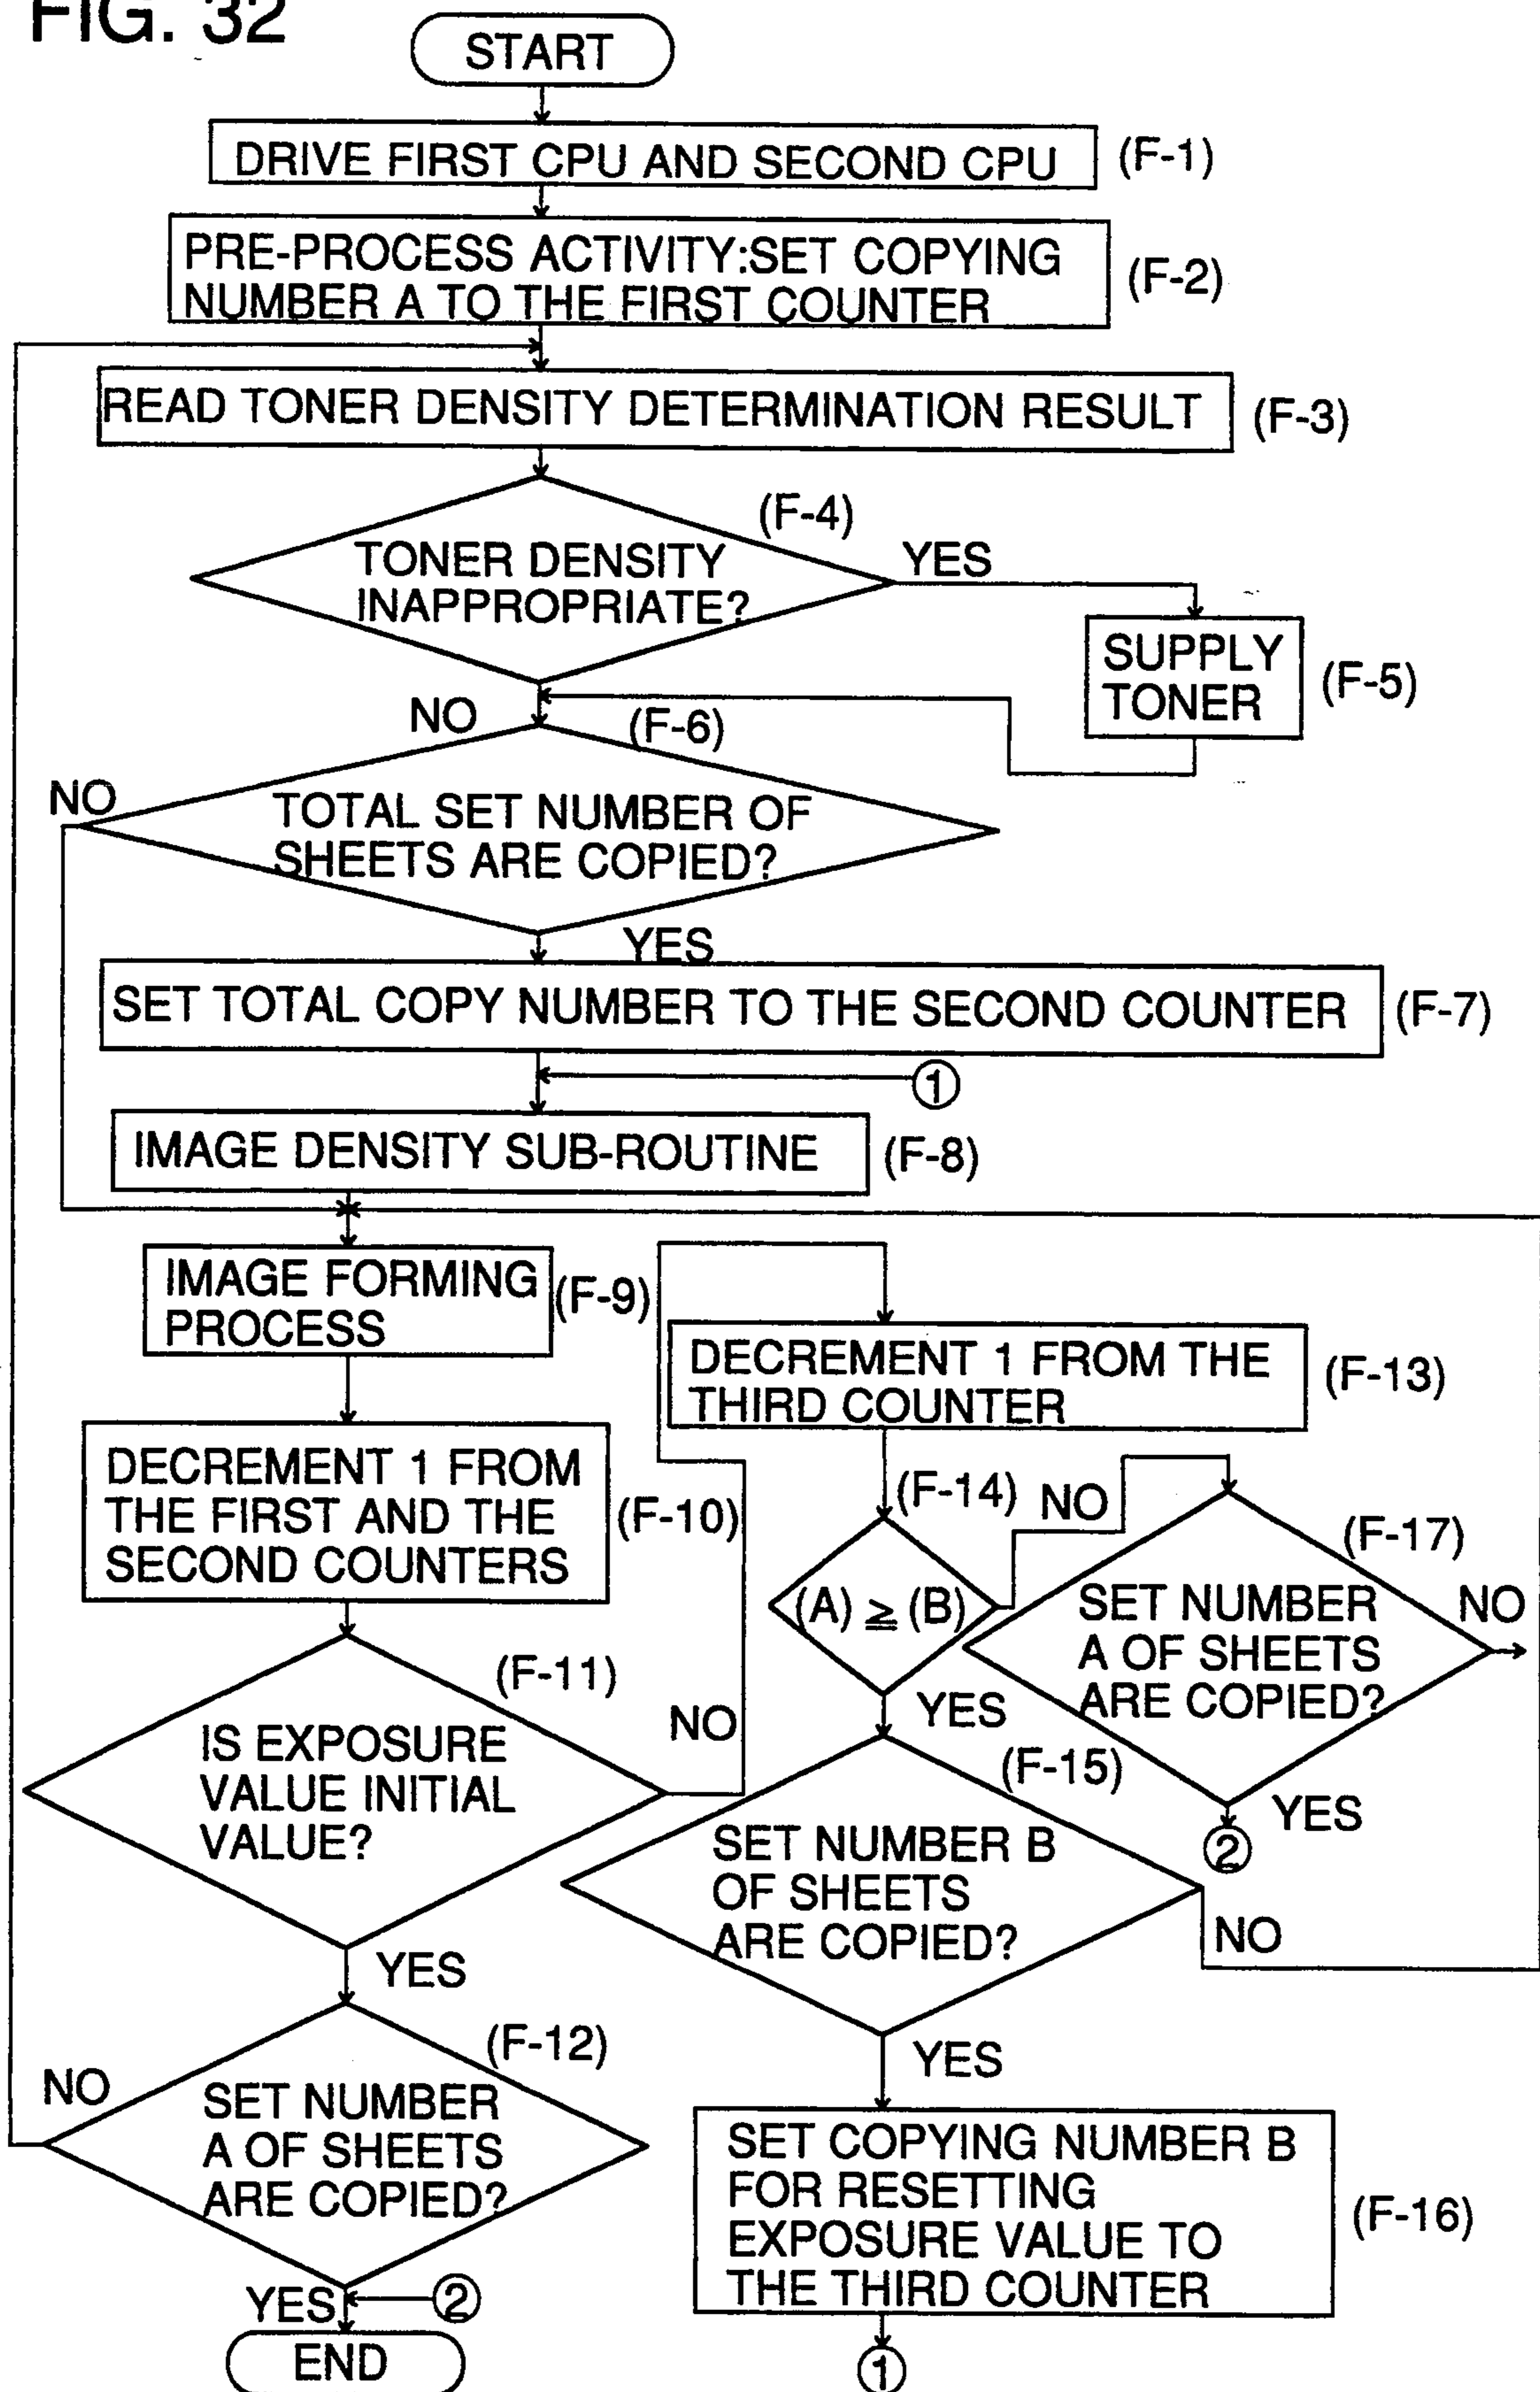 FIG. 32
START
DRIVE FIRST CPU AND SECOND CPU
(F-1)
PRE-PROCESS ACTIVITY:SET COPYING
NUMBER A TO THE FIRST COUNTER
(F-2)
READ TONER DENSITY DETERMINATION RESULT
(F-3)
(F-4)
TONER DENSITY
INAPPROPRIATE?
YES
SUPPLY
TONER
(F-5)
NO
(F-6)
NO
TOTAL SET NUMBER OF
SHEETS ARE COPIED?
YES
SET TOTAL COPY NUMBER TO THE SECOND COUNTER
(F-7)
1
IMAGE DENSITY SUB-ROUTINE
(F-8)
IMAGE FORMING
PROCESS
(F-9)
DECREMENT 1 FROM
THE FIRST AND THE
SECOND COUNTERS
(F-10)
(F-11)
IS EXPOSURE
VALUE INITIAL
VALUE?
NO
YES
(F-12)
NO
SET NUMBER
A OF SHEETS
ARE COPIED?
YES
2
END
DECREMENT 1 FROM THE
THIRD COUNTER
(F-13)
(F-14)
NO
(A) ≧ (B)
YES
(F-17)
SET NUMBER
A OF SHEETS
ARE COPIED?
NO
YES
2
(F-15)
SET NUMBER B
OF SHEETS
ARE COPIED?
NO
YES
SET COPYING NUMBER B
FOR RESETTING
EXPOSURE VALUE TO
THE THIRD COUNTER
(F-16)
1